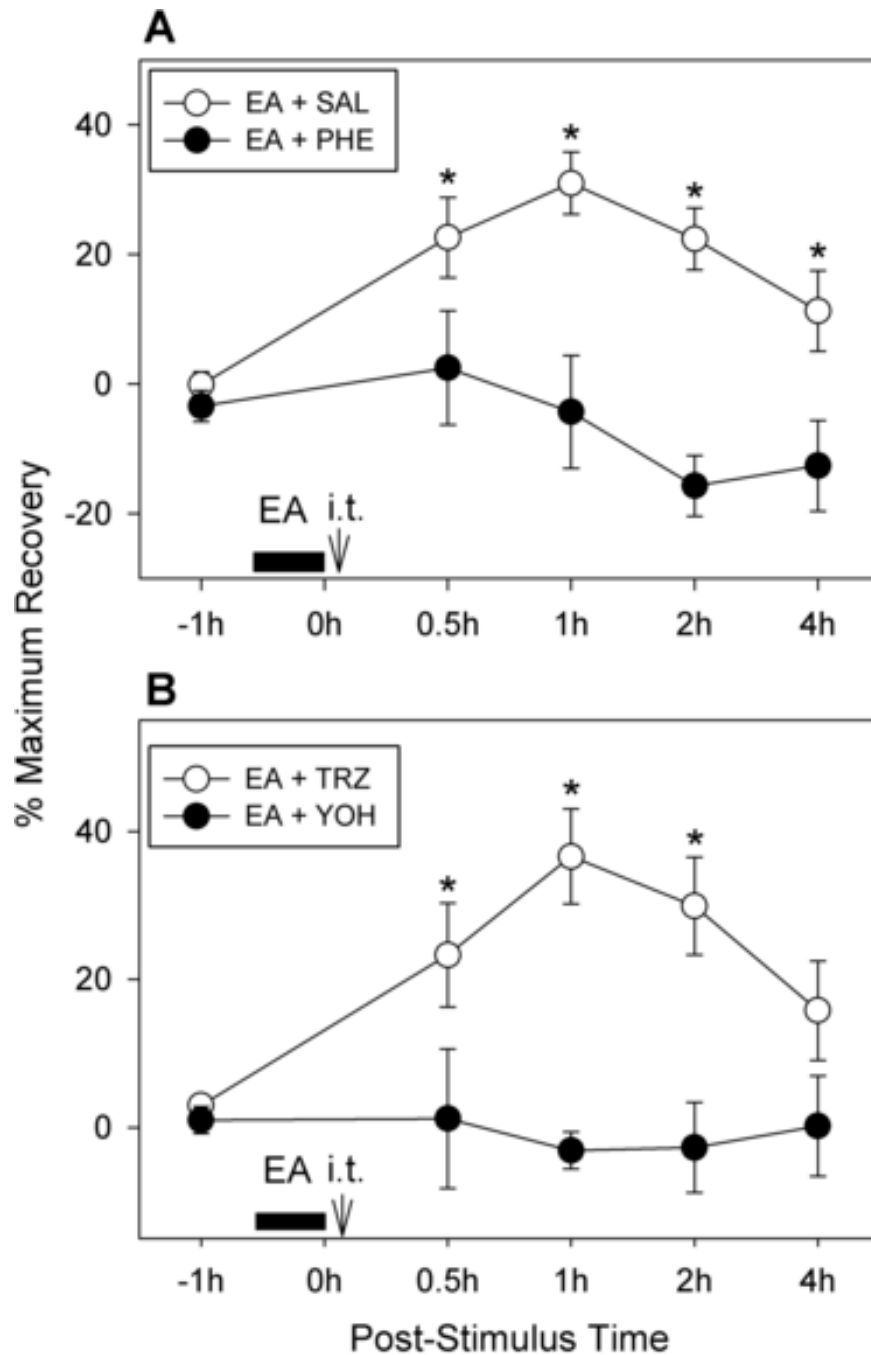 A
EA + SAL
EA + PHE
40
20
0
-20
* * * *
EA i.t.
-1h 0h 0.5h 1h 2h 4h
% Maximum Recovery
B
EA + TRZ
EA + YOH
40
20
0
* * *
EA i.t.
-1h 0h 0.5h 1h 2h 4h
Post-Stimulus Time